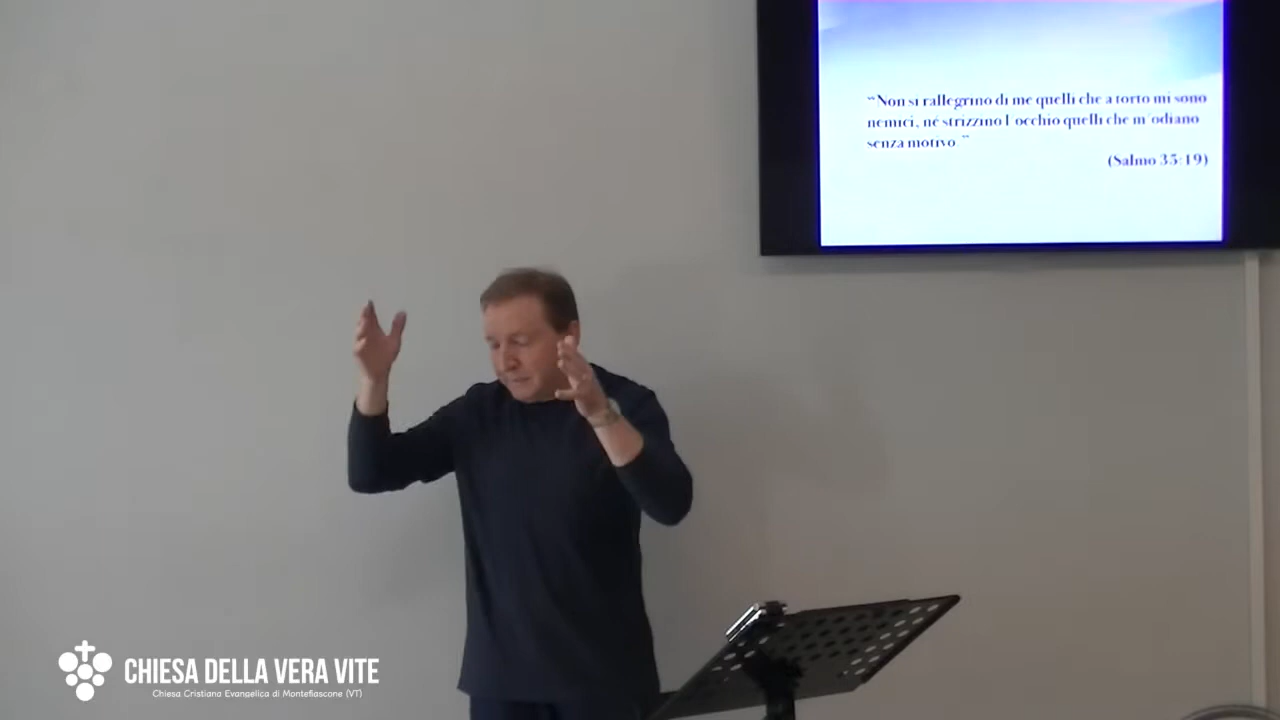 “Non si rallegrino di me quelli che a torto mi sono
nemici, né strizzino l'occhio quelli che m'odiano
senza motivo.”
(Salmo 35:19)
CHIESA DELLA VERA VITE
Chiesa Cristiana Evangelica di Montefiascone (VT)